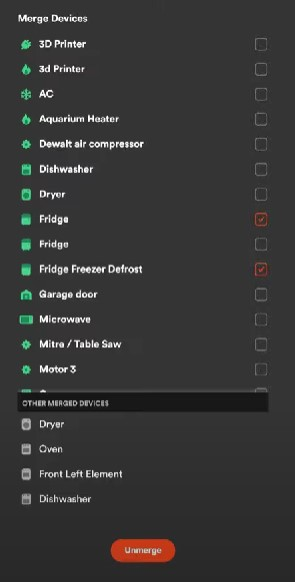 Merge Devices
3D Printer
3d Printer
AC
Aquarium Heater
Dewalt air compressor
Dishwasher
Dryer
Fridge
Fridge
Fridge Freezer Defrost
Garage door
Microwave
Mitre / Table Saw
Motor 3
OTHER MERGED DEVICES
Dryer
Oven
Front Left Element
Dishwasher
Unmerge